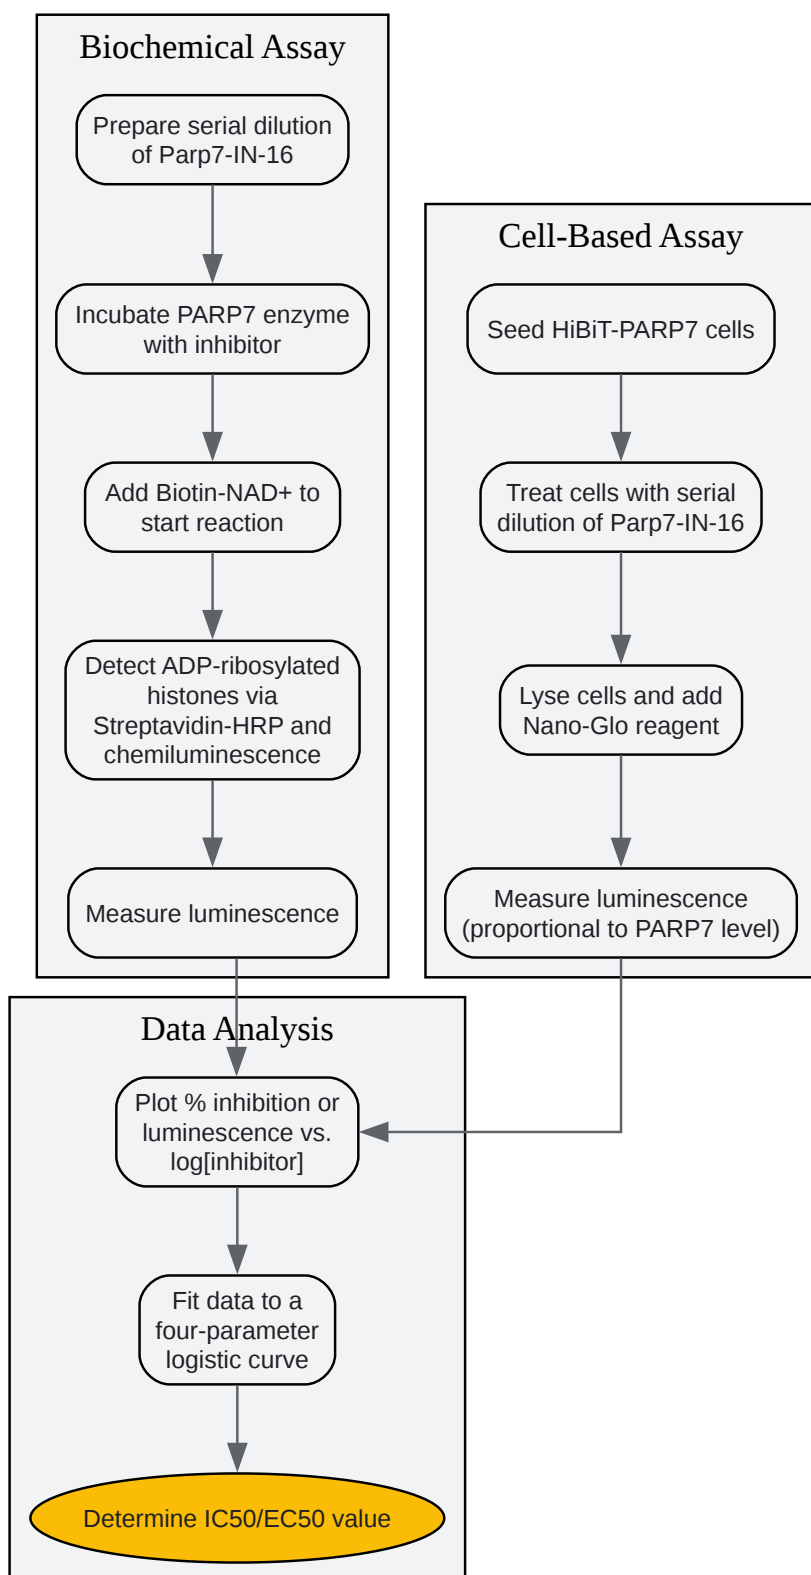 Biochemical Assay
Prepare serial dilution
of Parp7-IN-16
Incubate PARP7 enzyme
with inhibitor
Add Biotin-NAD+ to
start reaction
Detect ADP-ribosylated
histones via
Streptavidin-HRP and
chemiluminescence
Measure luminescence
Cell-Based Assay
Seed HiBiT-PARP7 cells
Treat cells with serial
dilution of Parp7-IN-16
Lyse cells and add
Nano-Glo reagent
Measure luminescence
(proportional to PARP7 level)
Data Analysis
Plot % inhibition or
luminescence vs.
log[inhibitor]
Fit data to a
four-parameter
logistic curve
Determine IC50/EC50 value